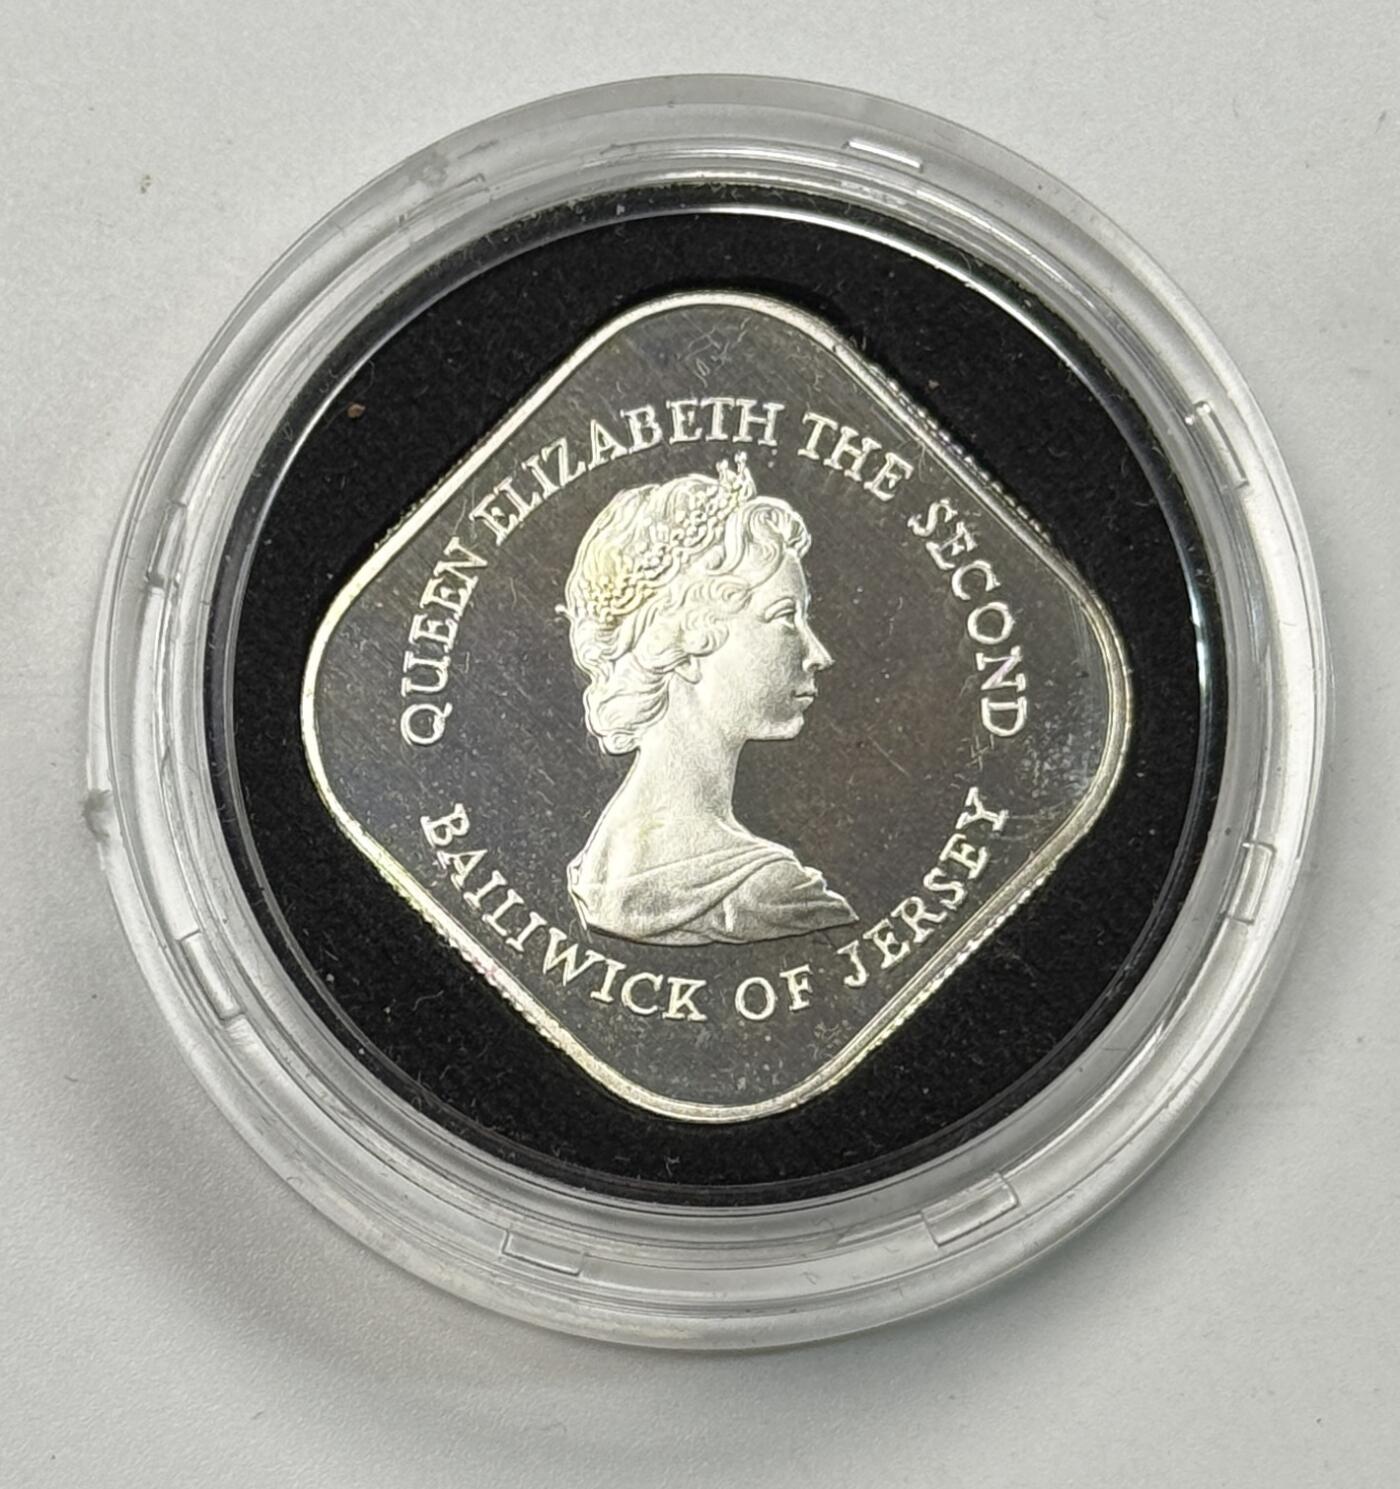 QUEEN ELIZABETH THE SECOND
BAILIWICK OF JERSEY